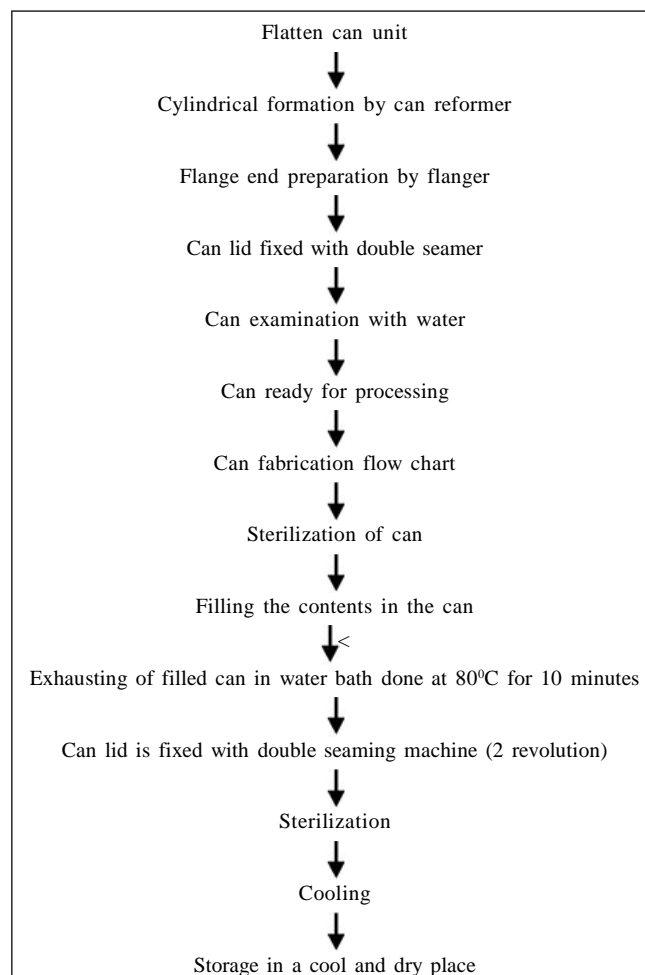 Flatten can unit
Cylindrical formation by can reformer
Flange end preparation by flanger
Can lid fixed with double seamer
Can examination with water
Can ready for processing
Can fabrication flow chart
Sterilization of can
Filling the contents in the can
<
Exhausting of filled can in water bath done at 80⁰C for 10 minutes
Can lid is fixed with double seaming machine (2 revolution)
Sterilization
Cooling
Storage in a cool and dry place